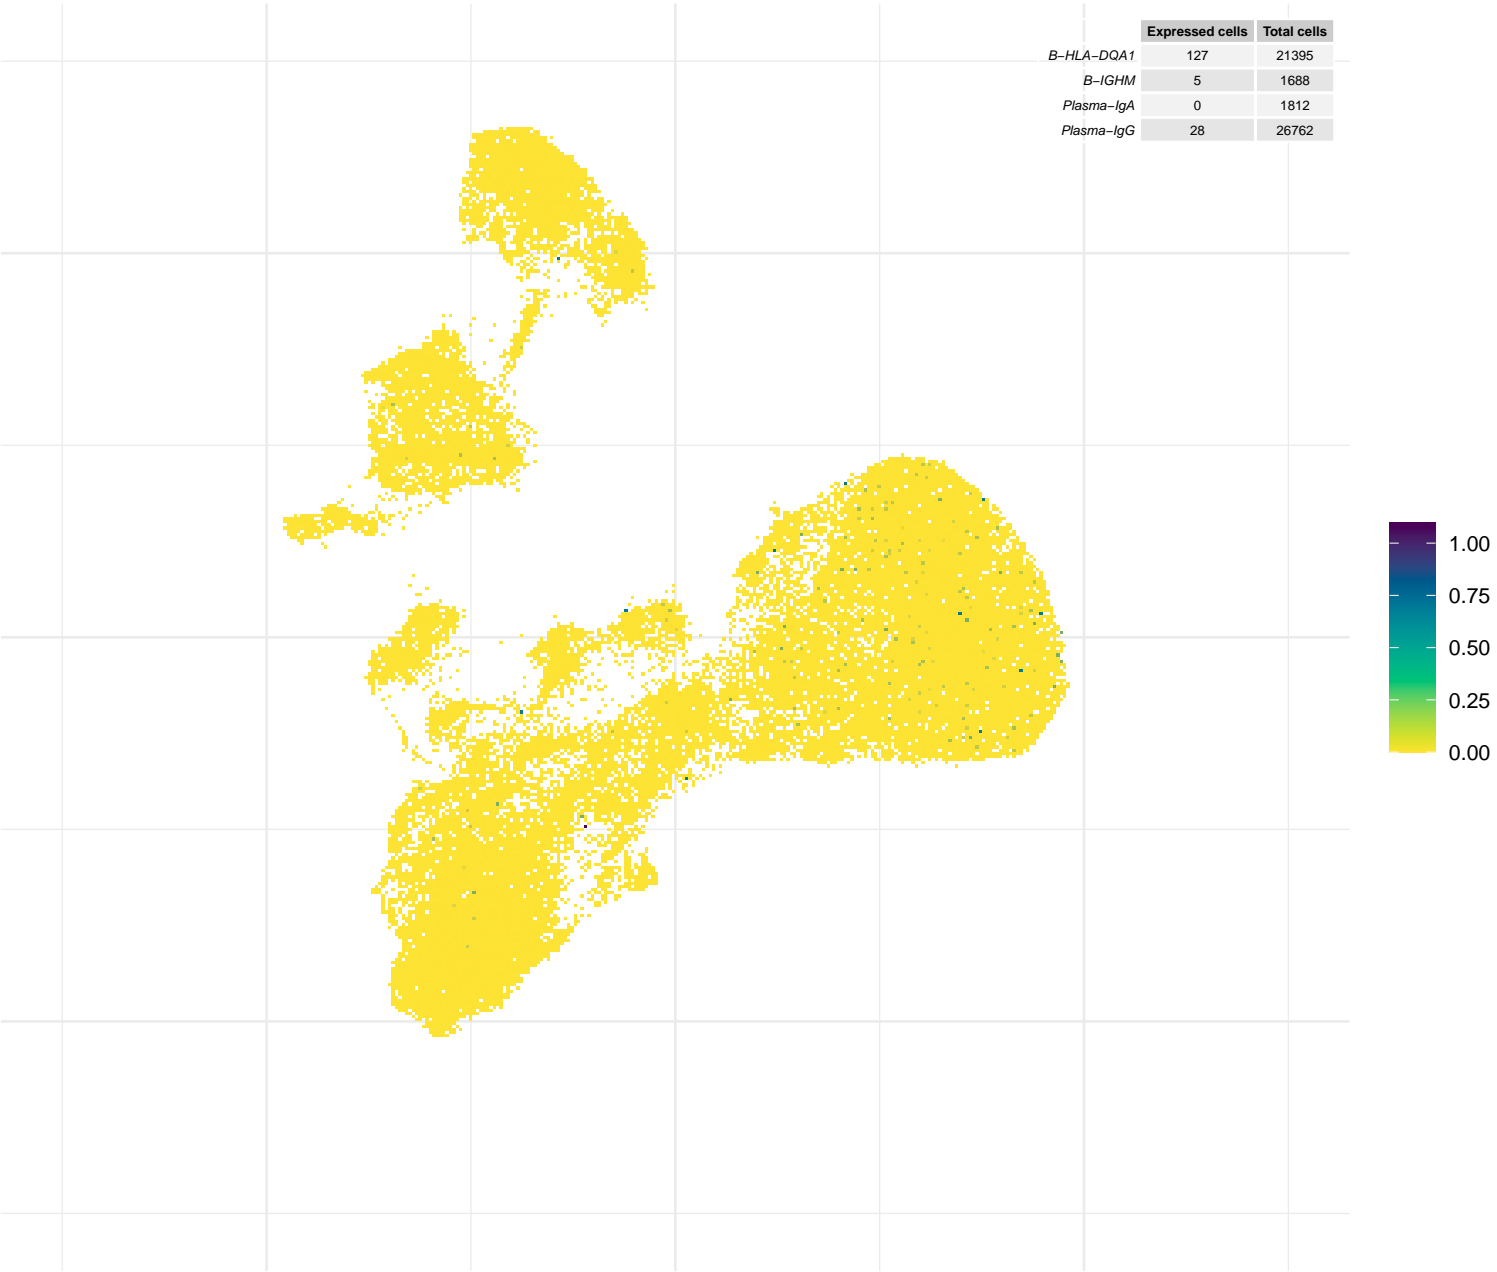 Expressed cells Total cells
B−HLA−DQA1 127 21395
B−IGHM 5 1688
Plasma−IgA 0 1812
Plasma−IgG 28 26762
1.00
0.75
0.50
0.25
0.00